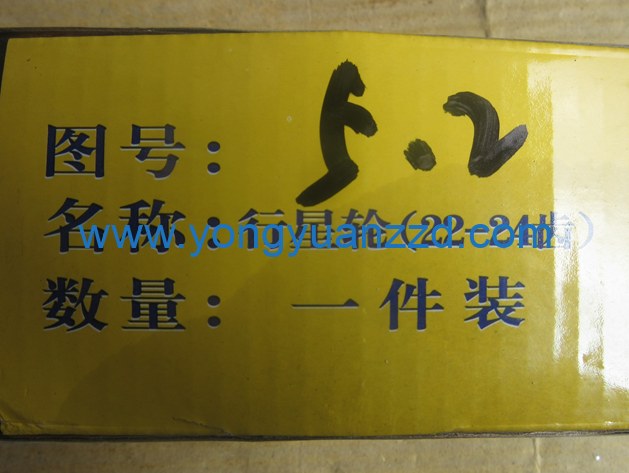 图号: 5.2
名称: 行星轮(22-24齿)
www.yongyuanzzd.com
数量: 一件装